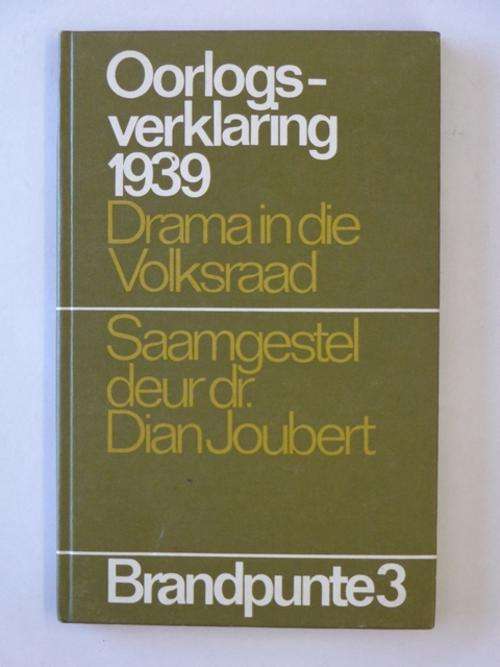 Oorlogs-
verklaring
1939
Drama in die
Volksraad
Saamgestel
deur dr.
Dian Joubert
Brandpunte 3